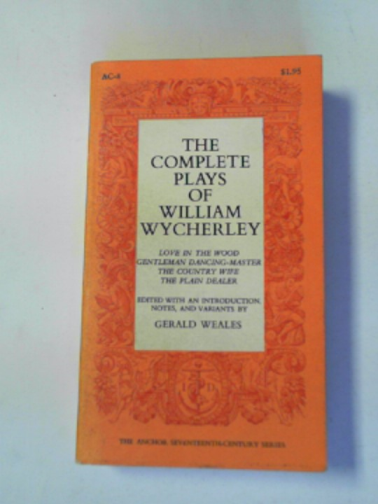 AC-8 $1.95
THE
COMPLETE
PLAYS
OF
WILLIAM
WYCHERLEY
LOVE IN THE WOOD
GENTLEMAN DANCING-MASTER
THE COUNTRY WIFE
THE PLAIN DEALER
EDITED WITH AN INTRODUCTION,
NOTES, AND VARIANTS BY
GERALD WEALES
THE ANCHOR SEVENTEENTH-CENTURY SERIES